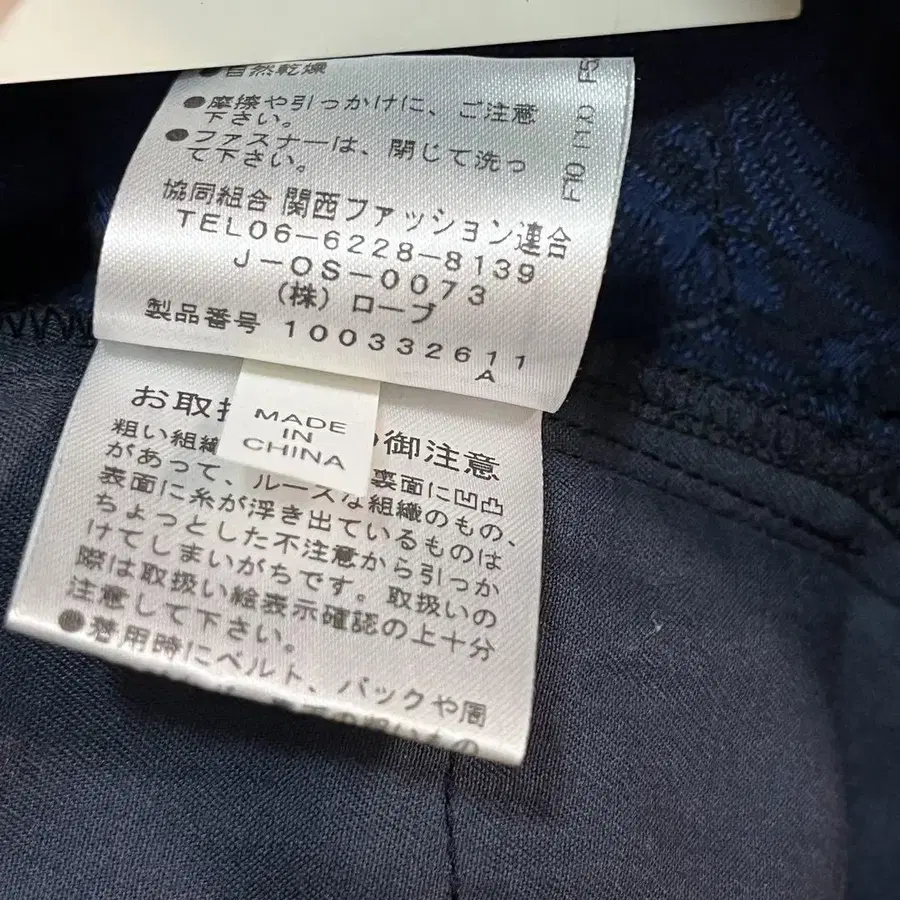 ●自然乾燥
●摩擦や引っかけに、ご注意
下さい。
●ファスナーは、閉じて洗っ
て下さい。
協同組合 関西ファッション連合
TEL06-6228-8139
J-OS-0073
(株) ローブ
製品番号 10033261 1
A
MADE
IN
CHINA
お取扱 の御注意
粗い組織 裏面に凹凸
があって、ルーズな組織のもの、
表面に糸が浮き出ているものは
ちょっとした不注意から引っか
けてしまいがちです。取扱いの
際は取扱い絵表示確認の上十分
注意して下さい。
●着用時にベルト、バックや周